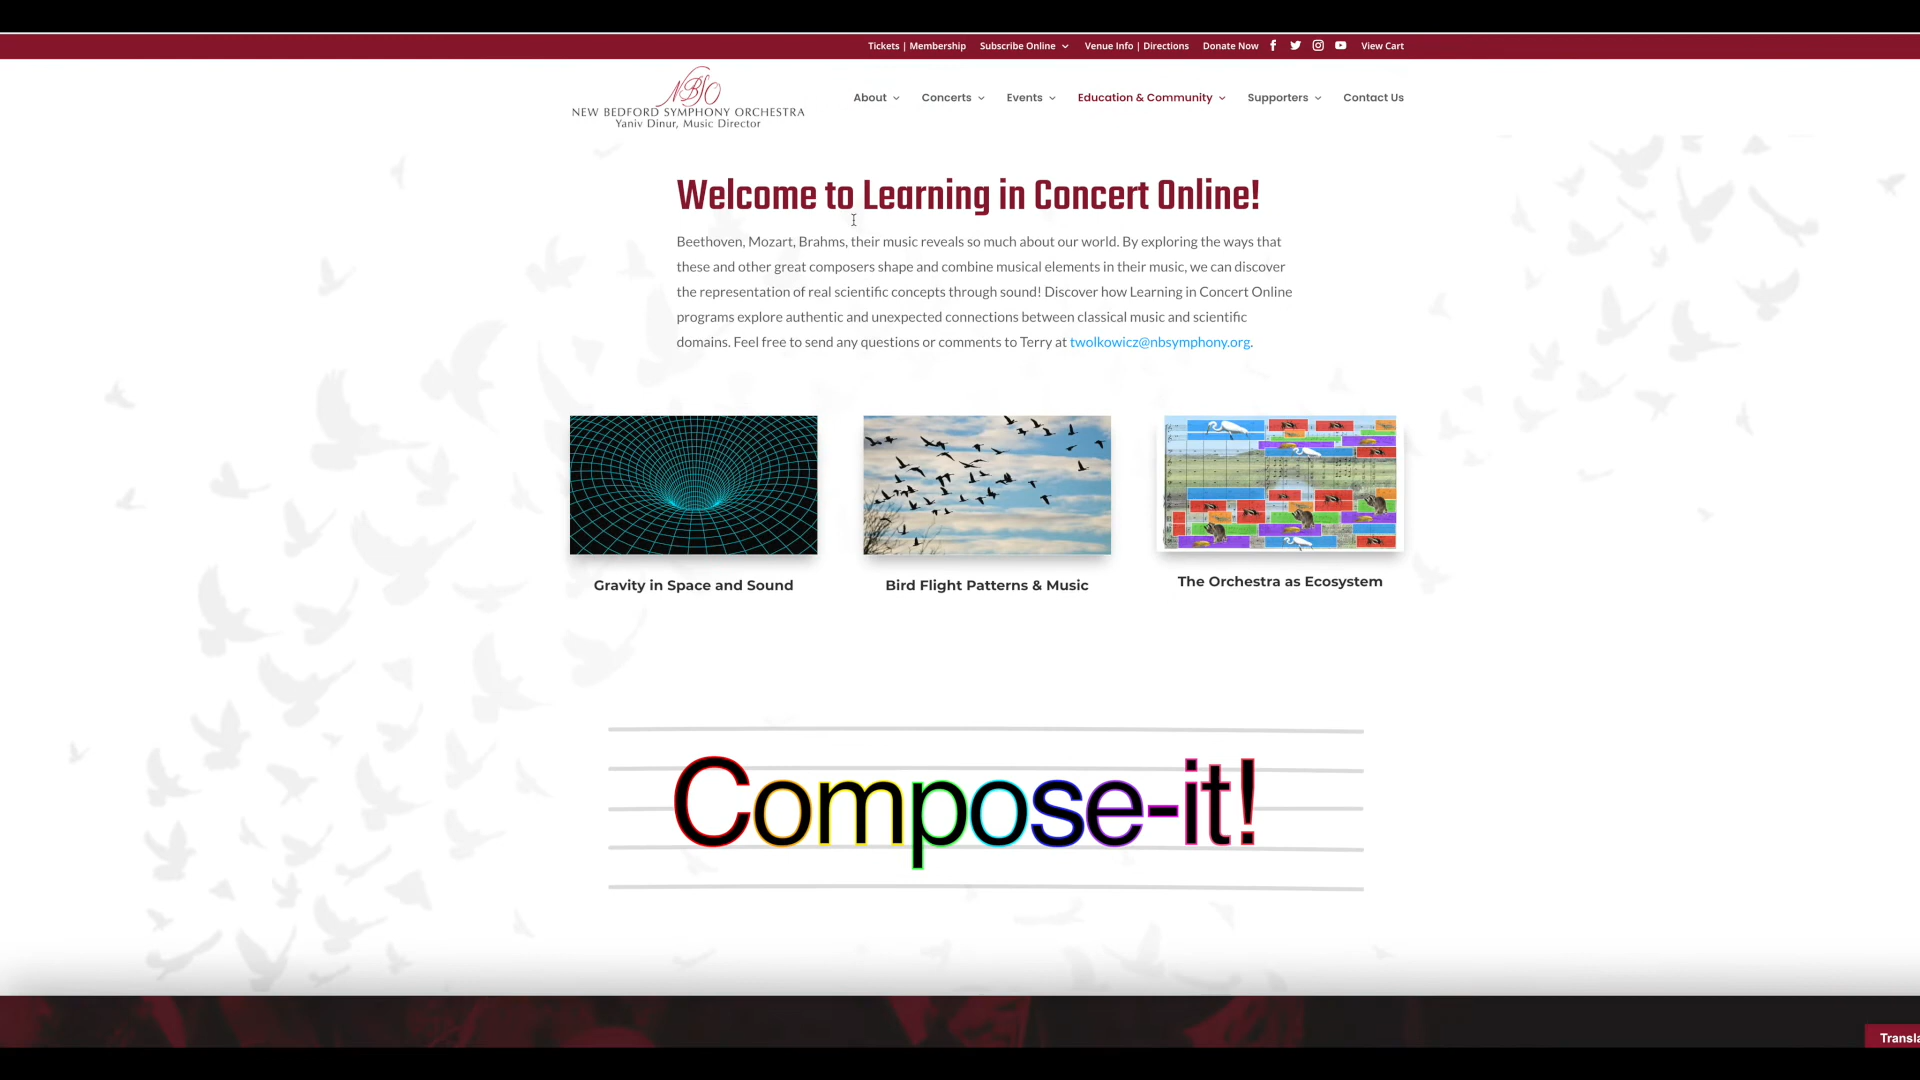 Tickets | Membership Subscribe Online Venue Info | Directions Donate Now View Cart
NBSO
NEW BEDFORD SYMPHONY ORCHESTRA
Yaniv Dinur, Music Director
About Concerts Events Education & Community Supporters Contact Us
Welcome to Learning in Concert Online!
Beethoven, Mozart, Brahms, their music reveals so much about our world. By exploring the ways that
these and other great composers shape and combine musical elements in their music, we can discover
the representation of real scientific concepts through sound! Discover how Learning in Concert Online
programs explore authentic and unexpected connections between classical music and scientific
domains. Feel free to send any questions or comments to Terry at twolkowicz@nbsymphony.org.
Gravity in Space and Sound
Bird Flight Patterns & Music
The Orchestra as Ecosystem
Compose-it!